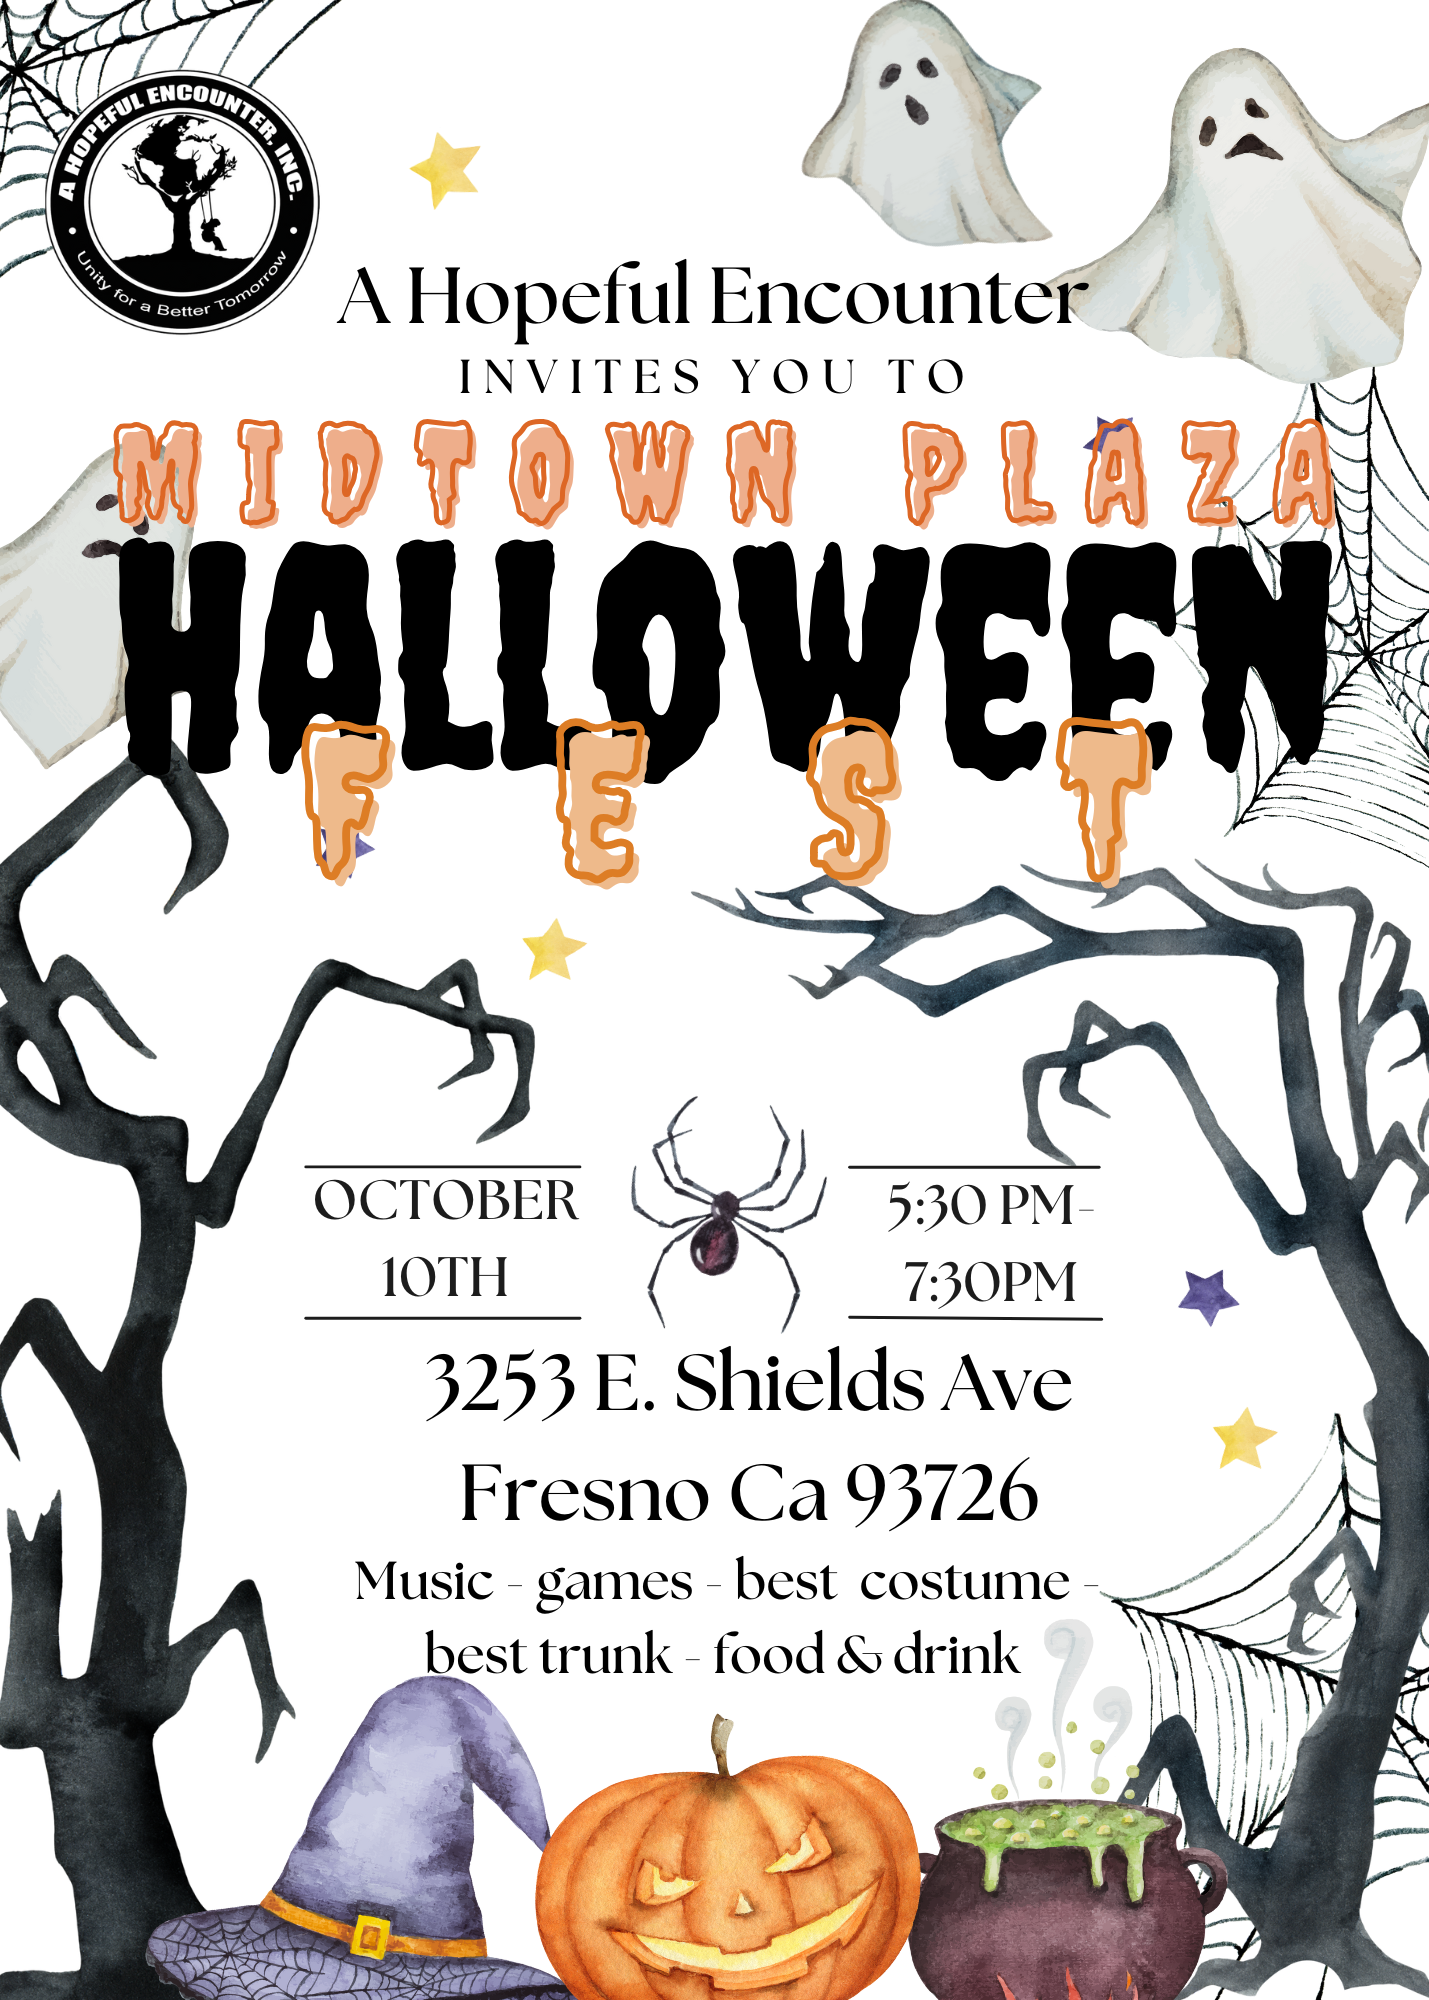 A HOPEFUL ENCOUNTER, INC.
Unity for a Better Tomorrow
A Hopeful Encounter
INVITES YOU TO
MIDTOWN PLAZA
HALLOWEEN
FEST
OCTOBER
10TH
5:30 PM-
7:30PM
3253 E. Shields Ave
Fresno Ca 93726
Music - games - best costume -
best trunk - food & drink